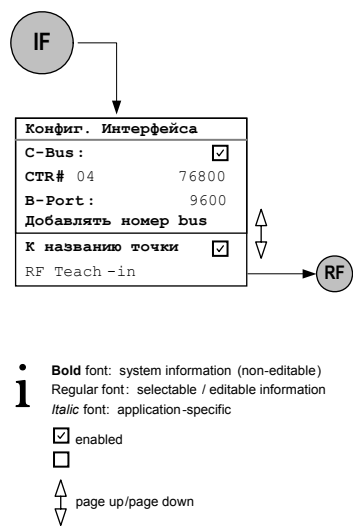 IF
Конфиг. Интерфейса
C-Bus:
CTR# 04 76800
B-Port: 9600
Добавлять номер bus
К названию точки
RF Teach-in
RF
i
Bold font: system information (non-editable)
Regular font: selectable / editable information
Italic font: application-specific
enabled
page up/page down